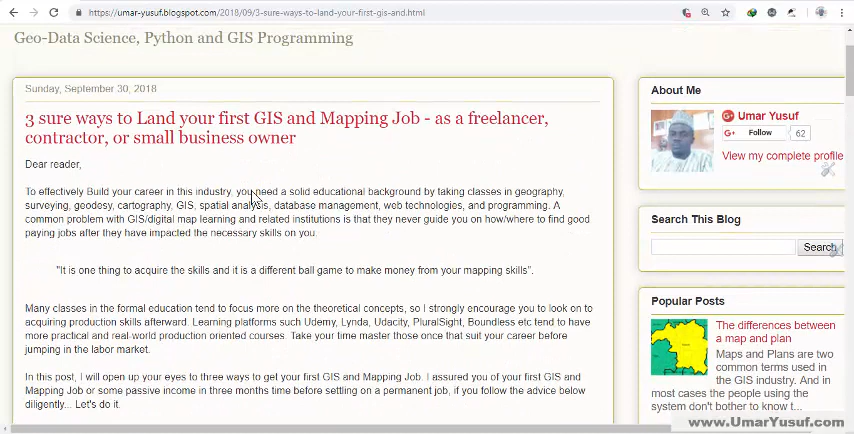 https://umar-yusuf.blogspot.com/2018/09/3-sure-ways-to-land-your-first-gis-and.html
Geo-Data Science, Python and GIS Programming
Sunday, September 30, 2018
3 sure ways to Land your first GIS and Mapping Job - as a freelancer,
contractor, or small business owner
Dear reader,
To effectively Build your career in this industry, you need a solid educational background by taking classes in geography,
surveying, geodesy, cartography, GIS, spatial analysis, database management, web technologies, and programming. A
common problem with GIS/digital map learning and related institutions is that they never guide you on how/where to find good
paying jobs after they have impacted the necessary skills on you.
"It is one thing to acquire the skills and it is a different ball game to make money from your mapping skills".
Many classes in the formal education tend to focus more on the theoretical concepts, so I strongly encourage you to look on to
acquiring production skills afterward. Learning platforms such Udemy, Lynda, Udacity, PluralSight, Boundless etc tend to have
more practical and real-world production oriented courses. Take your time master those once that suit your career before
jumping in the labor market.
In this post, I will open up your eyes to three ways to get your first GIS and Mapping Job. I assured you of your first GIS and
Mapping Job or some passive income in three months time before settling on a permanent job, if you follow the advice below
diligently... Let's do it.
About Me
Umar Yusuf
G+ Follow 62
View my complete profile
Search This Blog
Search
Popular Posts
The differences between
a map and plan
Maps and Plans are two
common terms used in
the GIS industry. And in
most cases the people using the
system don't bother to know t...
www.UmarYusuf.com